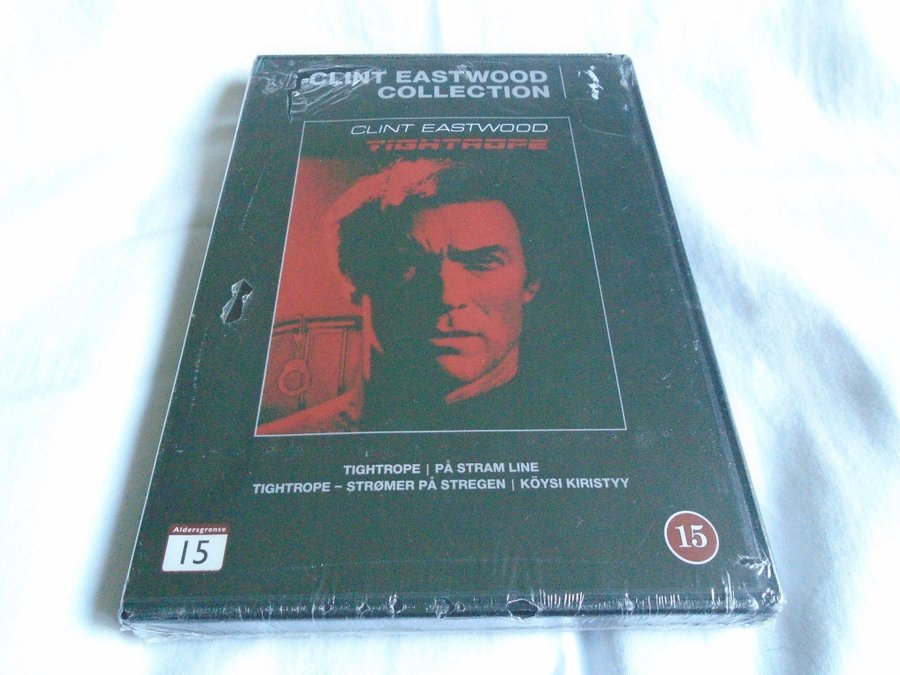 CLINT EASTWOOD
COLLECTION
CLINT EASTWOOD
TIGHTROPE
TIGHTROPE | PÅ STRAM LINE
TIGHTROPE – STRØMER PÅ STREGEN | KÖYSI KIRISTYY
Aldersgrense
15
15